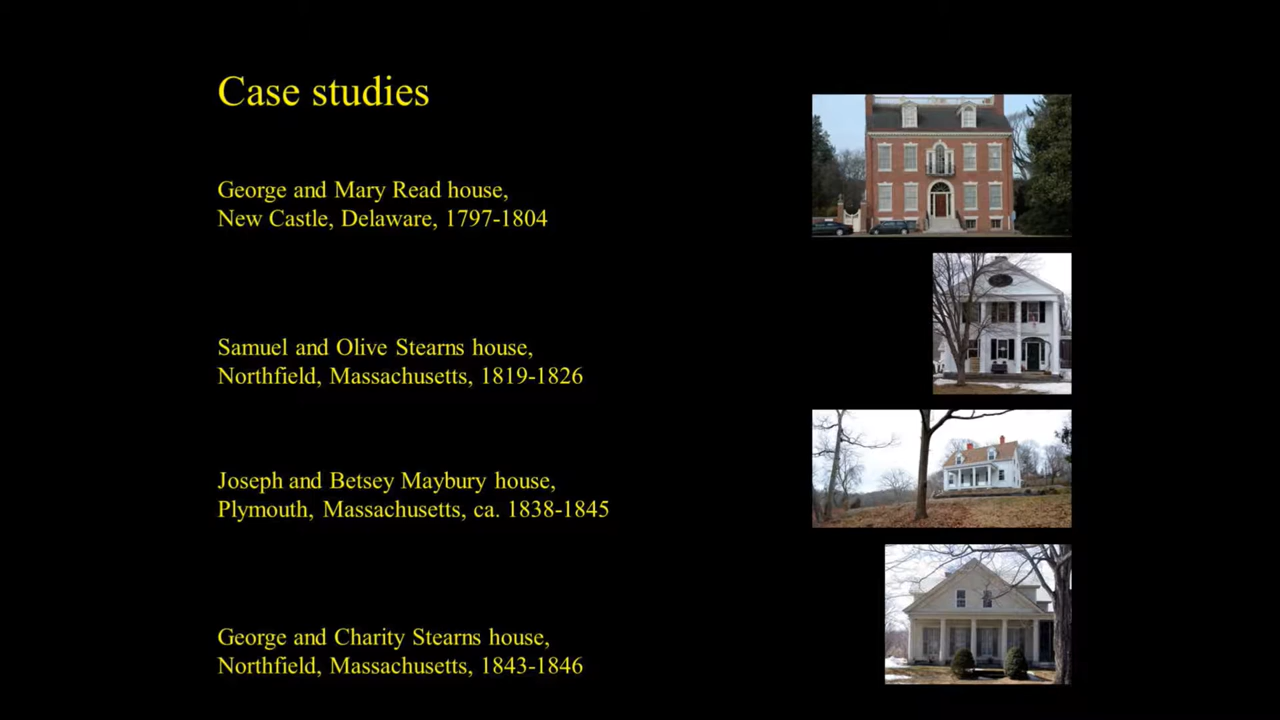 Case studies
George and Mary Read house,
New Castle, Delaware, 1797-1804
Samuel and Olive Stearns house,
Northfield, Massachusetts, 1819-1826
Joseph and Betsey Maybury house,
Plymouth, Massachusetts, ca. 1838-1845
George and Charity Stearns house,
Northfield, Massachusetts, 1843-1846